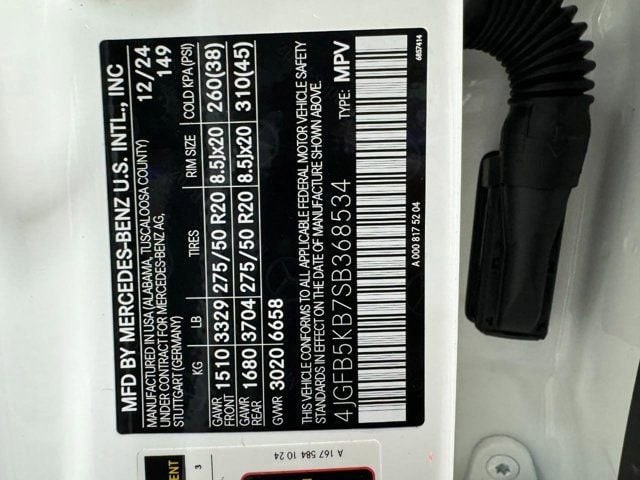 MFD BY MERCEDES-BENZ U.S. INTL., INC
MANUFACTURED IN USA (ALABAMA, TUSCALOOSA COUNTY) 12/24
UNDER CONTRACT FOR MERCEDES-BENZ AG, 149
STUTTGART (GERMANY)
KG LB TIRES RIM SIZE COLD KPA (PSI)
GAWR FRONT 1510 3329 275/50 R20 8.5Jx20 260(38)
GAWR REAR 1680 3704 275/50 R20 8.5Jx20 310(45)
GVWR 3020 6658
THIS VEHICLE CONFORMS TO ALL APPLICABLE FEDERAL MOTOR VEHICLE SAFETY
STANDARDS IN EFFECT ON THE DATE OF MANUFACTURE SHOWN ABOVE.
4JGFB5KB7SB368534 TYPE: MPV
A 000 817 52 04
6857414
A 167 584 10 24
3